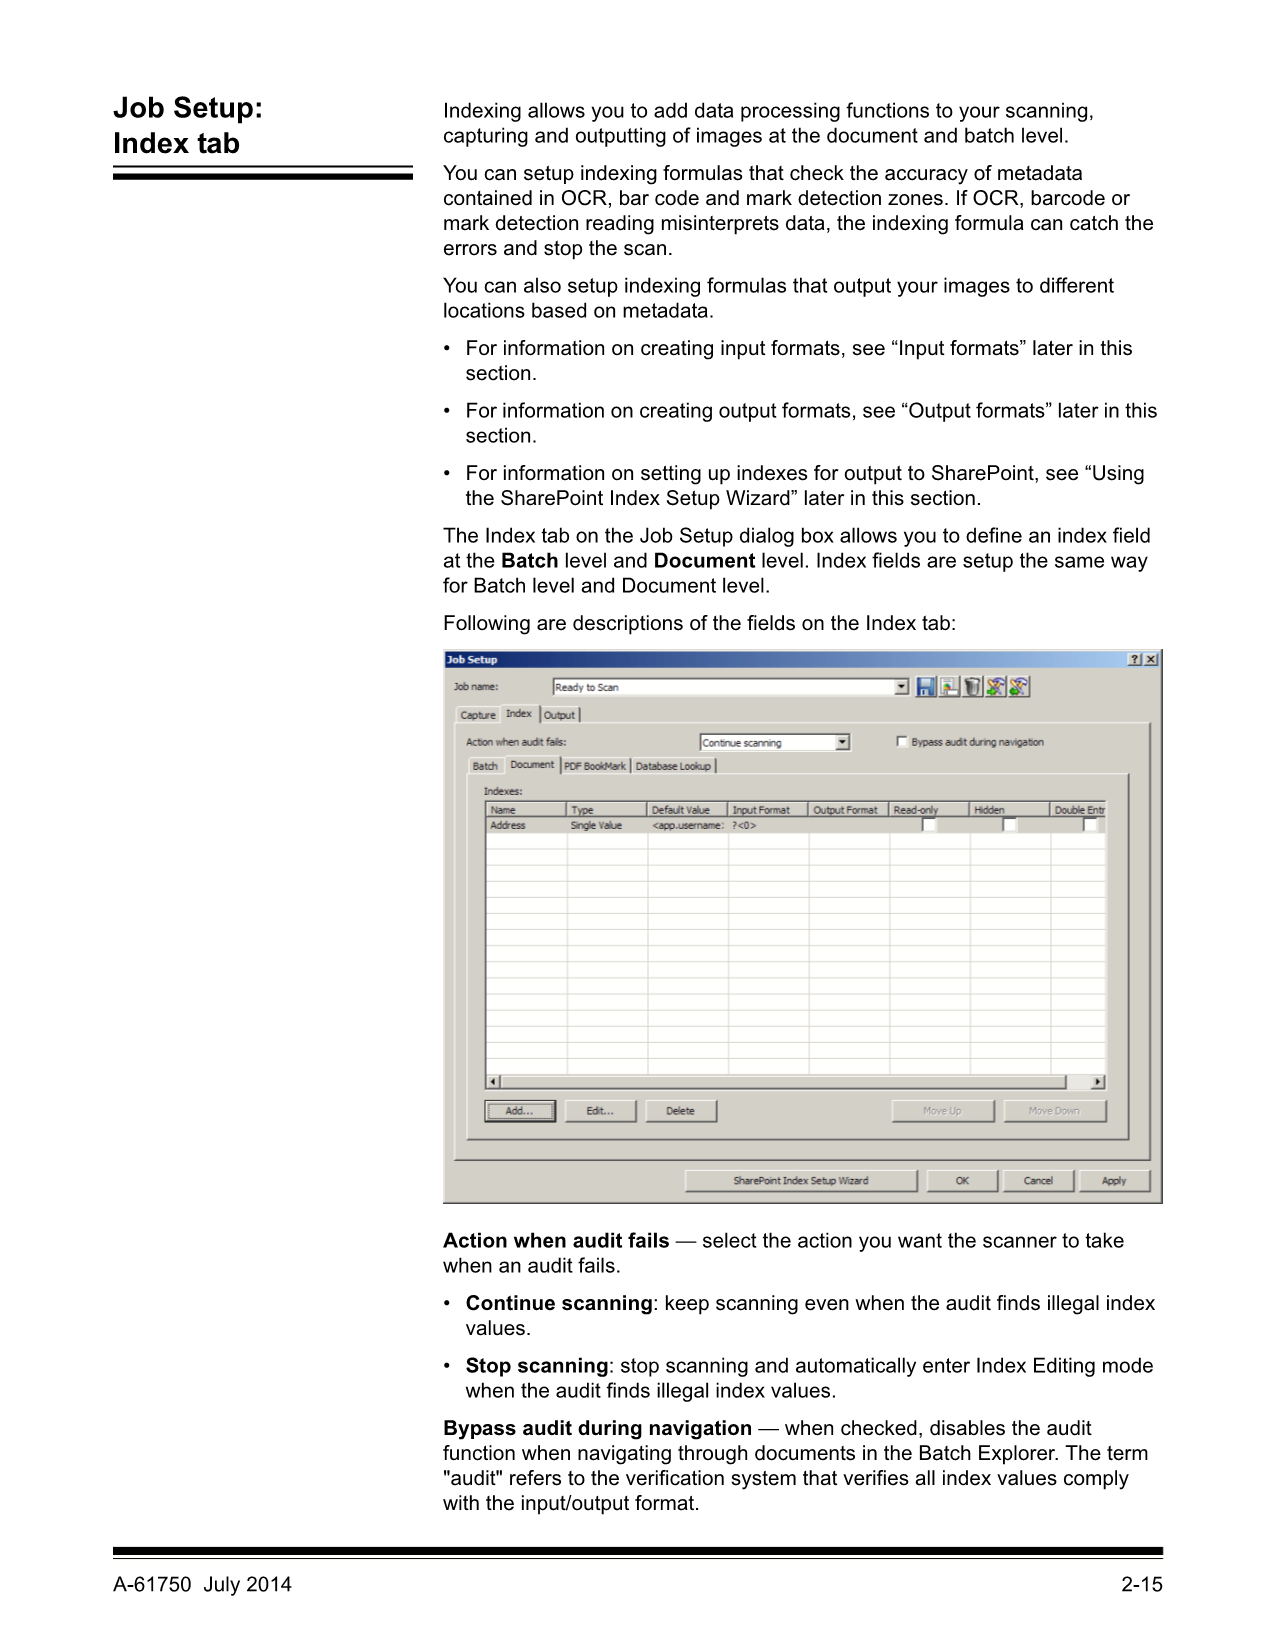 Job Setup:
Index tab
Indexing allows you to add data processing functions to your scanning,
capturing and outputting of images at the document and batch level.
You can setup indexing formulas that check the accuracy of metadata
contained in OCR, bar code and mark detection zones. If OCR, barcode or
mark detection reading misinterprets data, the indexing formula can catch the
errors and stop the scan.
You can also setup indexing formulas that output your images to different
locations based on metadata.
• For information on creating input formats, see “Input formats” later in this
section.
• For information on creating output formats, see “Output formats” later in this
section.
• For information on setting up indexes for output to SharePoint, see “Using
the SharePoint Index Setup Wizard” later in this section.
The Index tab on the Job Setup dialog box allows you to define an index field
at the Batch level and Document level. Index fields are setup the same way
for Batch level and Document level.
Following are descriptions of the fields on the Index tab:
Job Setup
Job name: Ready to Scan
Capture Index Output
Action when audit fails: Continue scanning Bypass audit during navigation
Batch Document PDF BookMark Database Lookup
Indexes:
Name Type Default Value Input Format Output Format Read-only Hidden Double Entr
Address Single Value <app.username: ?<0>
Add... Edit... Delete Move Up Move Down
SharePoint Index Setup Wizard OK Cancel Apply
Action when audit fails — select the action you want the scanner to take
when an audit fails.
• Continue scanning: keep scanning even when the audit finds illegal index
values.
• Stop scanning: stop scanning and automatically enter Index Editing mode
when the audit finds illegal index values.
Bypass audit during navigation — when checked, disables the audit
function when navigating through documents in the Batch Explorer. The term
"audit" refers to the verification system that verifies all index values comply
with the input/output format.
A-61750 July 2014 2-15